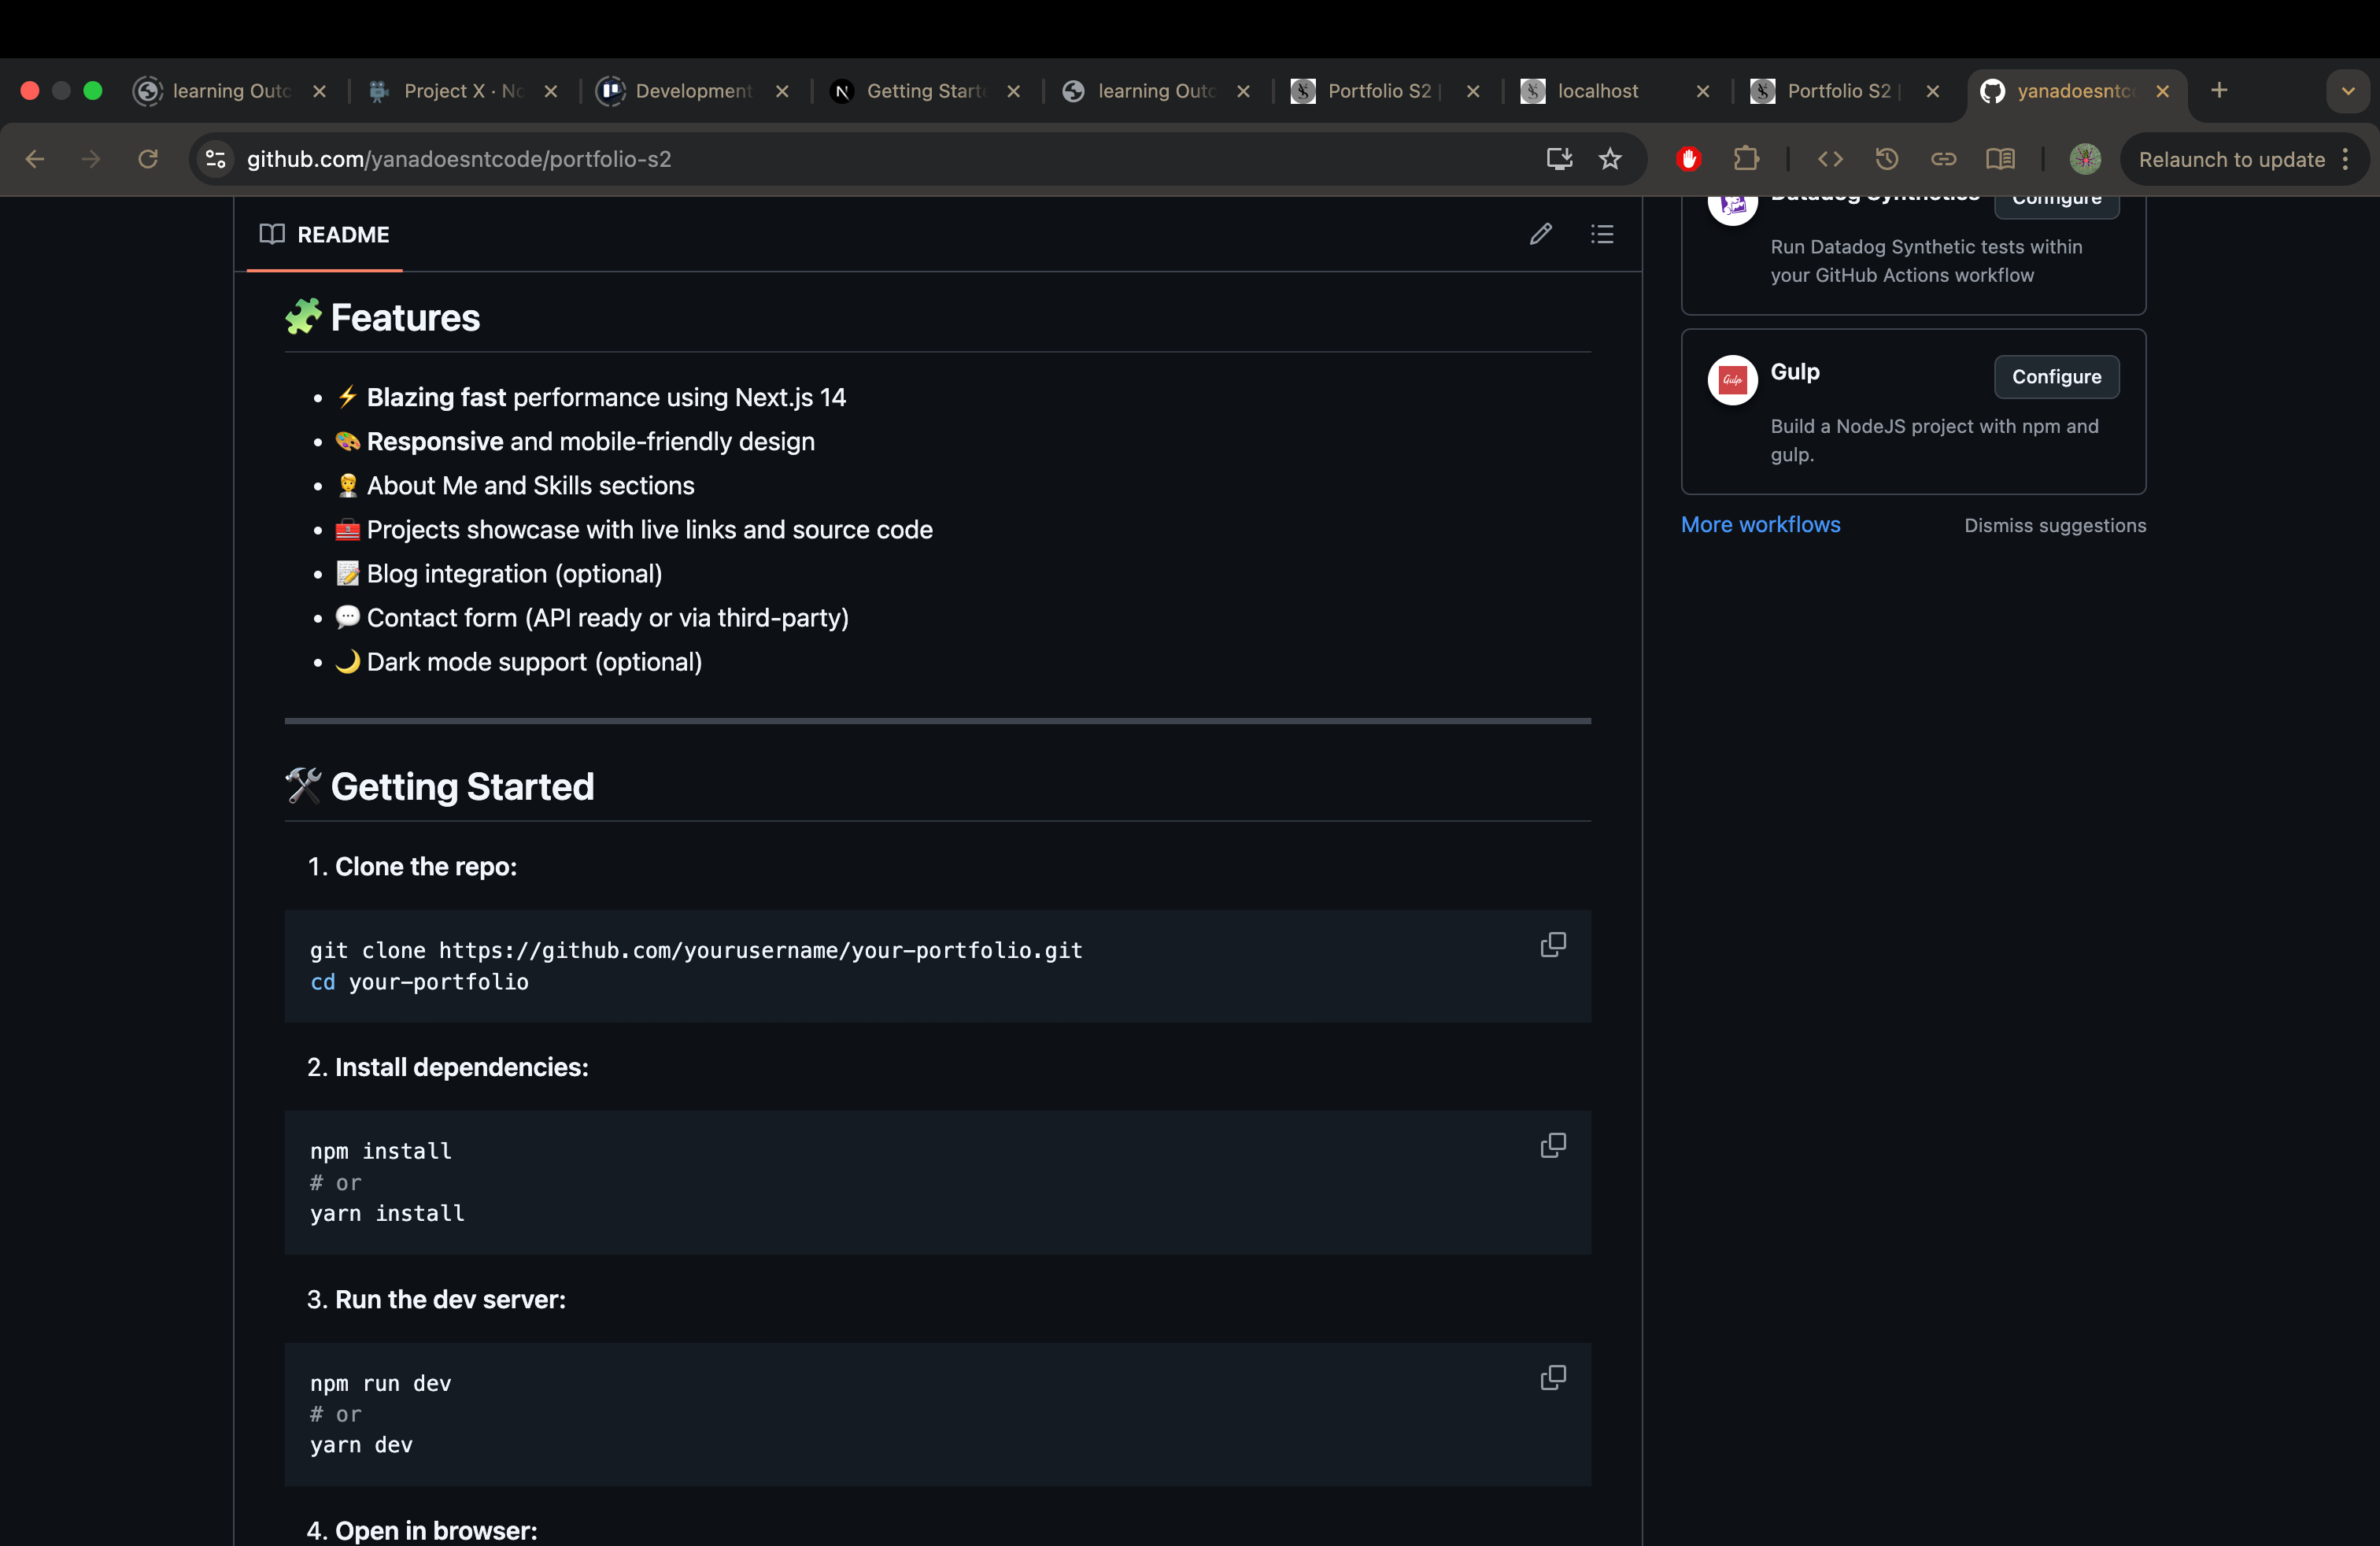 learning Outc
Project X · No
Development
Getting Starte
learning Outc
Portfolio S2 |
localhost
Portfolio S2 |
yanadoesntc
github.com/yanadoesntcode/portfolio-s2
Relaunch to update
README
Datadog Synthetics
Configure
Run Datadog Synthetic tests within
your GitHub Actions workflow
Gulp
Configure
Build a NodeJS project with npm and
gulp.
More workflows
Dismiss suggestions
🧩 Features
• ⚡ Blazing fast performance using Next.js 14
• 🎨 Responsive and mobile-friendly design
• 🧑‍💼 About Me and Skills sections
• 🧰 Projects showcase with live links and source code
• 📝 Blog integration (optional)
• 💬 Contact form (API ready or via third-party)
• 🌙 Dark mode support (optional)
🛠️ Getting Started
1. Clone the repo:
git clone https://github.com/yourusername/your-portfolio.git
cd your-portfolio
2. Install dependencies:
npm install
# or
yarn install
3. Run the dev server:
npm run dev
# or
yarn dev
4. Open in browser: